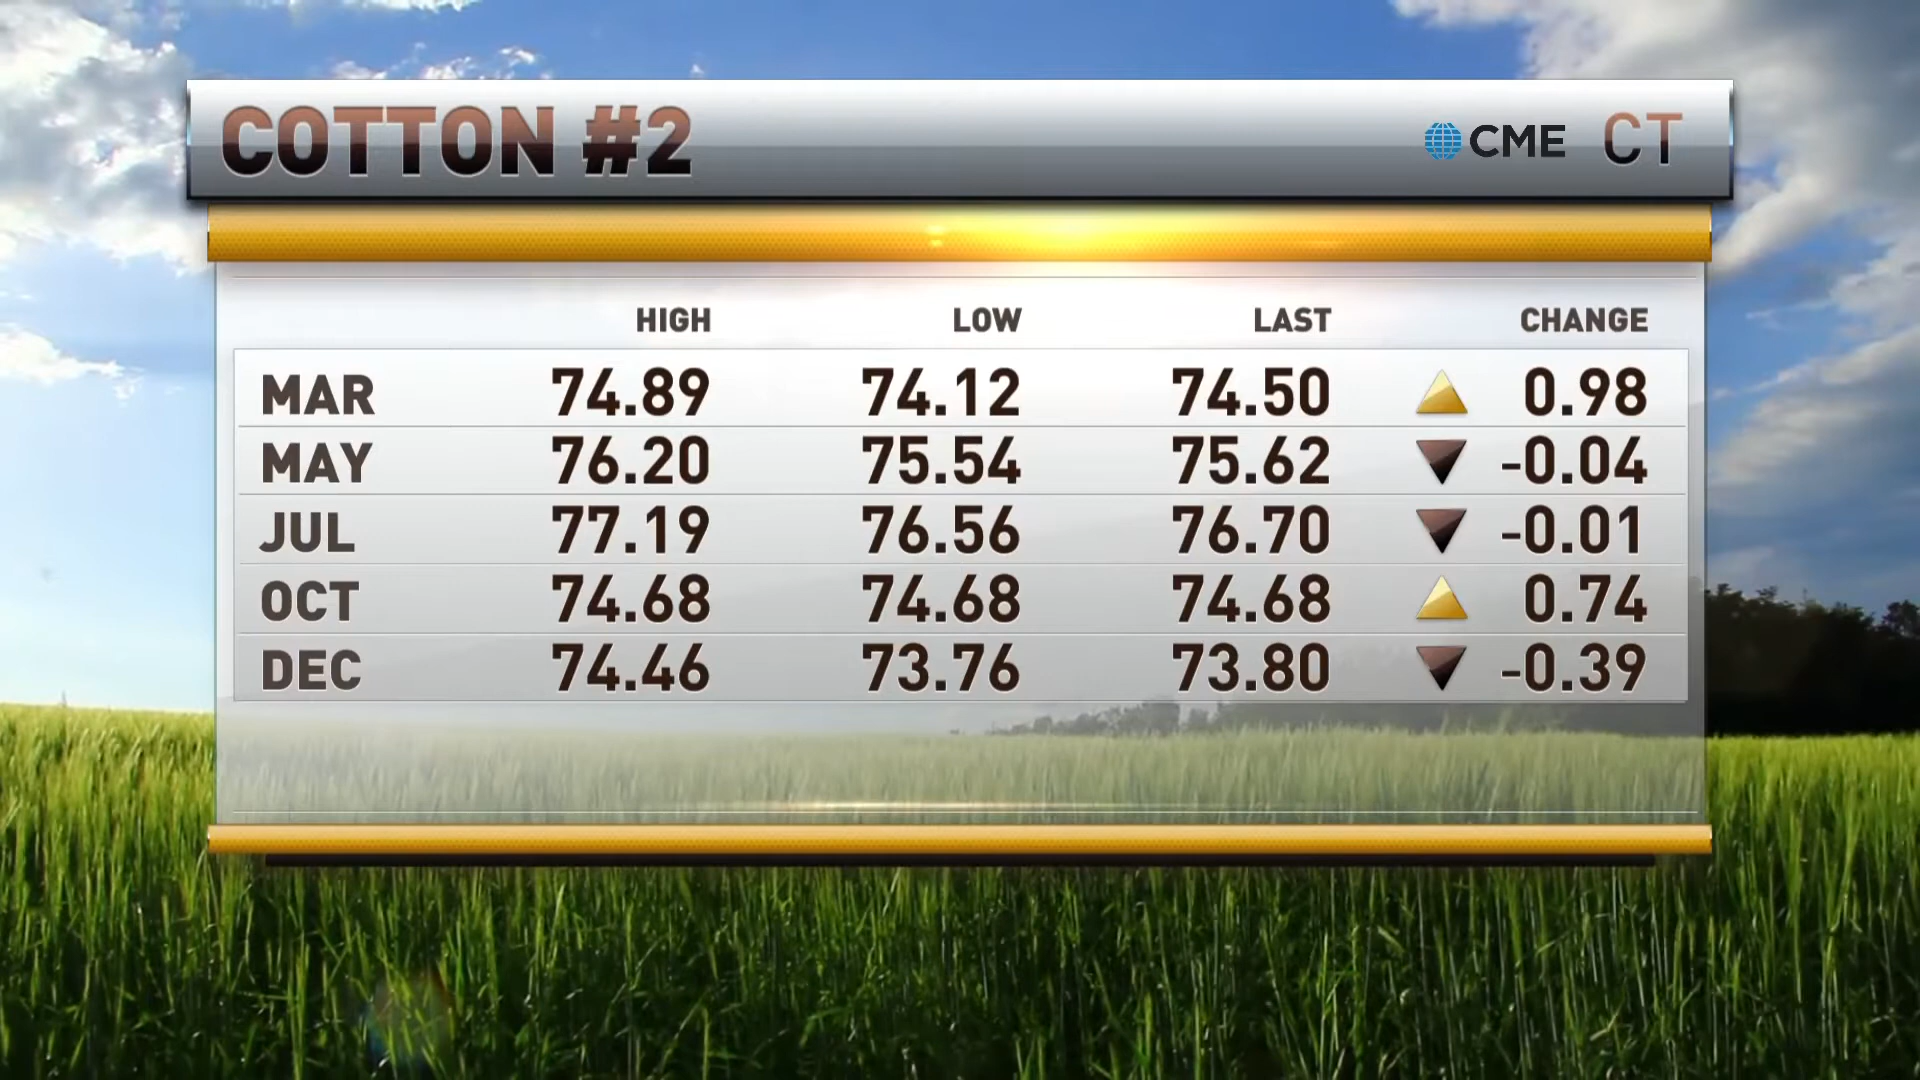 COTTON #2 CME CT
HIGH LOW LAST CHANGE
MAR 74.89 74.12 74.50 0.98
MAY 76.20 75.54 75.62 -0.04
JUL 77.19 76.56 76.70 -0.01
OCT 74.68 74.68 74.68 0.74
DEC 74.46 73.76 73.80 -0.39